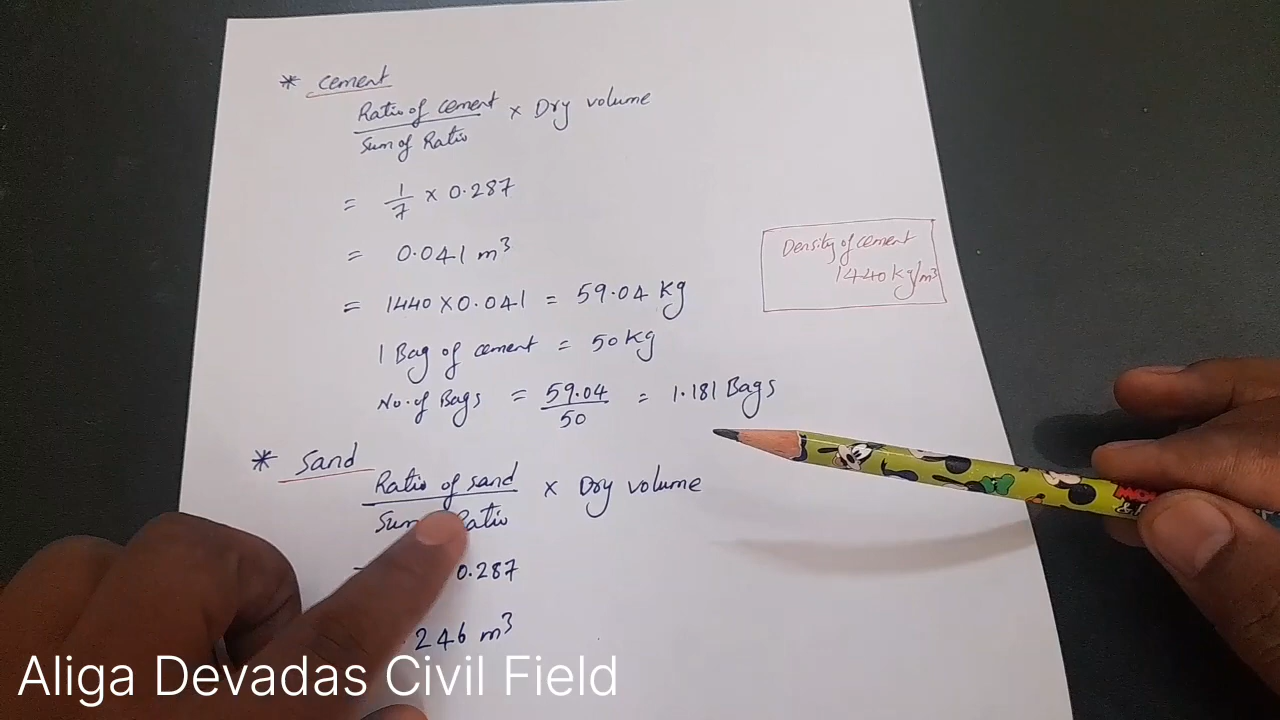 * cement
Ratio of cement / Sum of Ratio × Dry volume
= 1/7 × 0.287
= 0.041 m³
= 1440 × 0.041 = 59.04 Kg
1 Bag of cement = 50 Kg
No. of Bags = 59.04/50 = 1.181 Bags
Density of cement
1440 Kg/m³
* Sand
Ratio of sand / Sum Ratio × Dry volume
0.287
246 m³
Aliga Devadas Civil Field